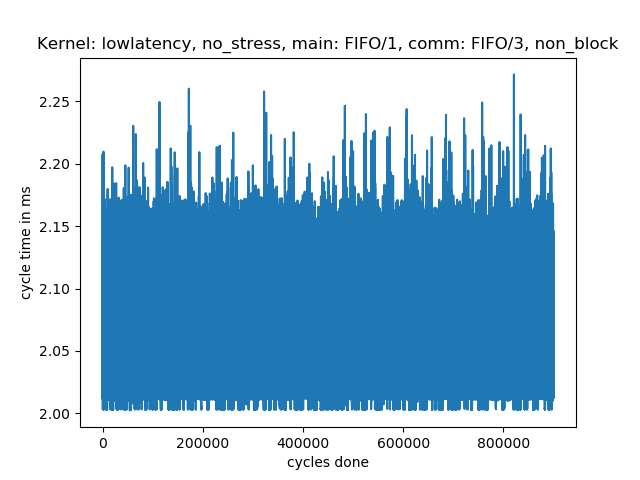 Kernel: lowlatency, no_stress, main: FIFO/1, comm: FIFO/3, non_block
2.25
2.20
2.15
2.10
2.05
2.00
cycle time in ms
0 200000 400000 600000 800000
cycles done